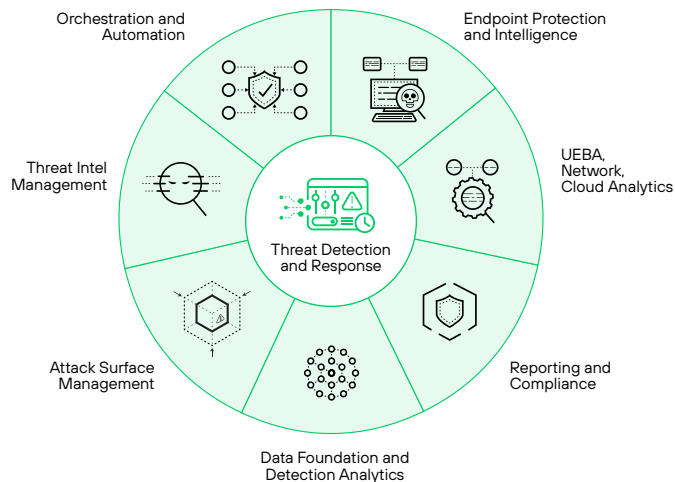 Orchestration and
Automation
Endpoint Protection
and Intelligence
Threat Intel
Management
UEBA,
Network,
Cloud Analytics
Threat Detection
and Response
Attack Surface
Management
Reporting and
Compliance
Data Foundation and
Detection Analytics